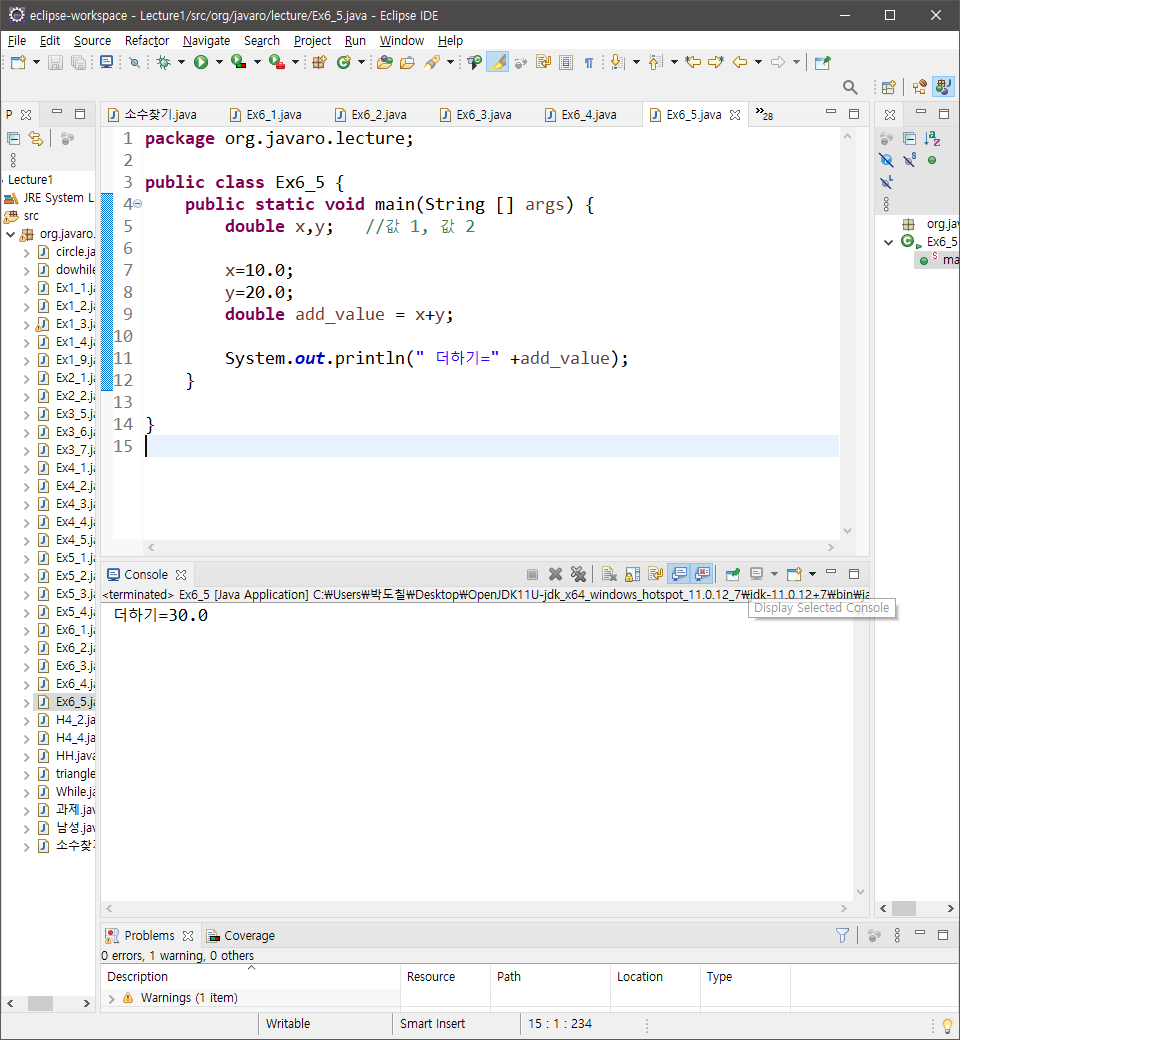 eclipse-workspace - Lecture1/src/org/javaro/lecture/Ex6_5.java - Eclipse IDE
File Edit Source Refactor Navigate Search Project Run Window Help
P
소수찾기.java Ex6_1.java Ex6_2.java Ex6_3.java Ex6_4.java Ex6_5.java »28
Lecture1
JRE System L
src
org.javaro.
circle.ja
dowhile
Ex1_1.ja
Ex1_2.ja
Ex1_3.ja
Ex1_4.ja
Ex1_9.ja
Ex2_1.ja
Ex2_2.ja
Ex3_5.ja
Ex3_6.ja
Ex3_7.ja
Ex4_1.ja
Ex4_2.ja
Ex4_3.ja
Ex4_4.ja
Ex4_5.ja
Ex5_1.ja
Ex5_2.ja
Ex5_3.ja
Ex5_4.ja
Ex6_1.ja
Ex6_2.ja
Ex6_3.ja
Ex6_4.ja
Ex6_5.ja
H4_2.ja
H4_4.ja
HH.java
triangle
While.ja
과제.jav
남성.jav
소수찾
1 package org.javaro.lecture;
2
3 public class Ex6_5 {
4 public static void main(String [] args) {
5 double x,y; //값 1, 값 2
6
7 x=10.0;
8 y=20.0;
9 double add_value = x+y;
10
11 System.out.println(" 더하기=" +add_value);
12 }
13
14 }
15
org.jav
Ex6_5
ma
Console
<terminated> Ex6_5 [Java Application] C:₩Users₩박도칠₩Desktop₩OpenJDK11U-jdk_x64_windows_hotspot_11.0.12_7₩jdk-11.0.12+7₩bin₩ja
Display Selected Console
더하기=30.0
Problems Coverage
0 errors, 1 warning, 0 others
Description Resource Path Location Type
Warnings (1 item)
Writable Smart Insert 15 : 1 : 234